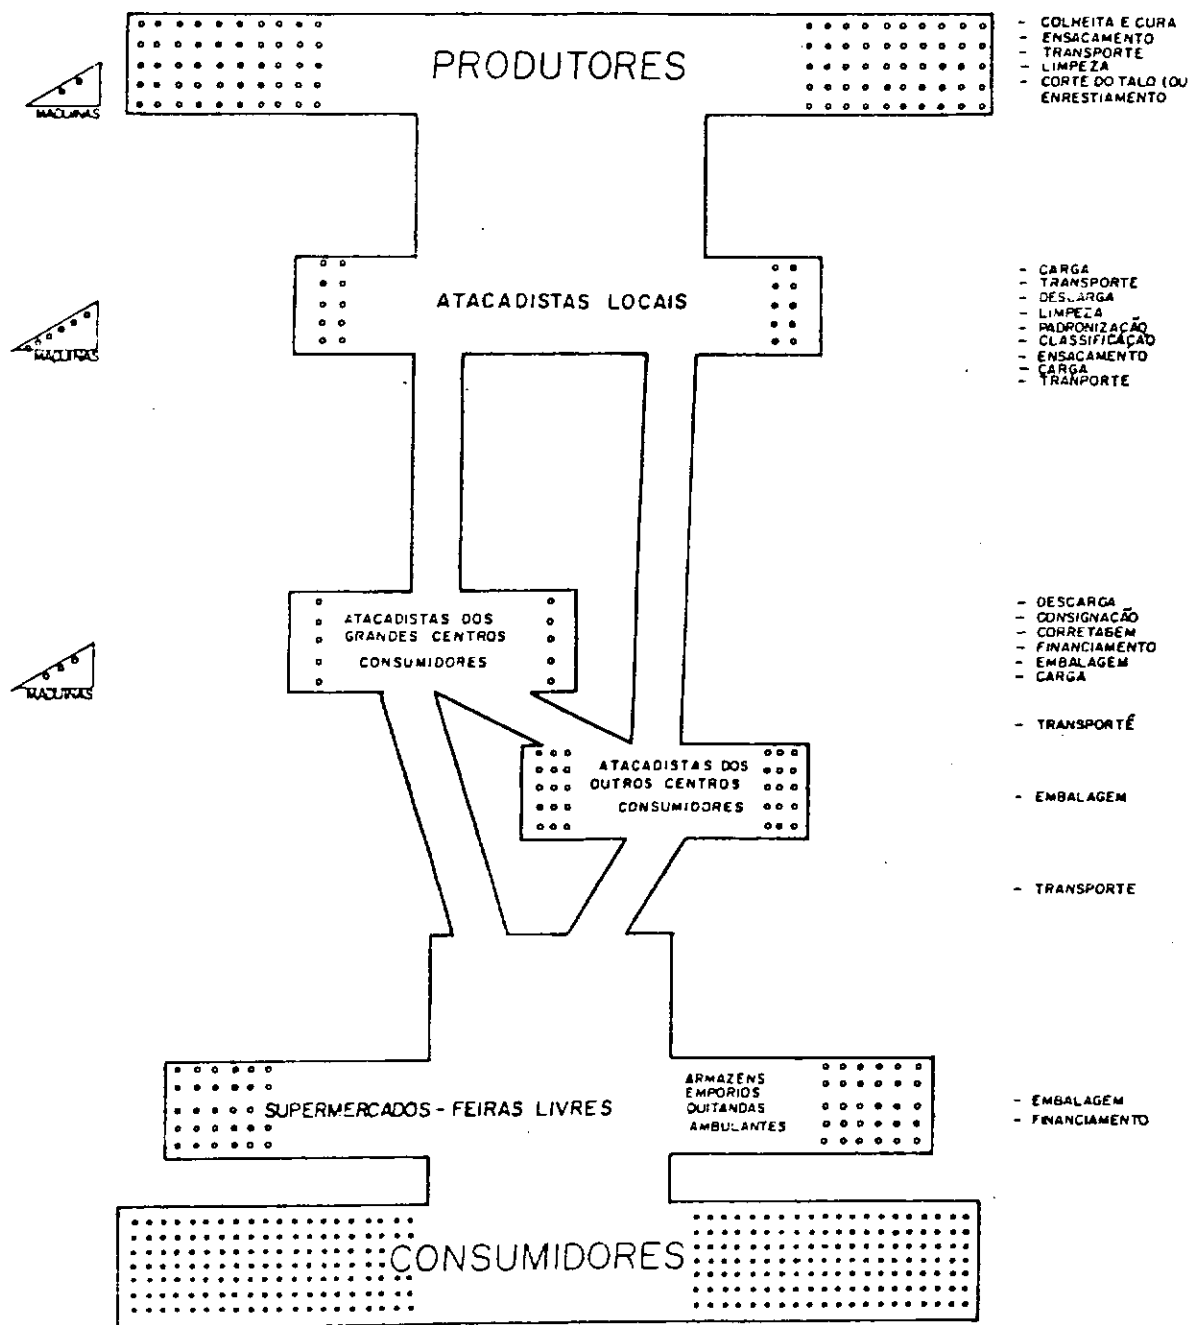 PRODUTORES
- COLHEITA E CURA
- ENSACAMENTO
- TRANSPORTE
- LIMPEZA
- CORTE DO TALO (OU
ENRESTIAMENTO
MAQUINAS
ATACADISTAS LOCAIS
- CARGA
- TRANSPORTE
- DESCARGA
- LIMPEZA
- PADRONIZAÇÃO
- CLASSIFICAÇÃO
- ENSACAMENTO
- CARGA
- TRANPORTE
MAQUINAS
ATACADISTAS DOS
GRANDES CENTROS
CONSUMIDORES
- DESCARGA
- CONSIGNAÇÃO
- CORRETAGEM
- FINANCIAMENTO
- EMBALAGEM
- CARGA
MAQUINAS
- TRANSPORTE
ATACADISTAS DOS
OUTROS CENTROS
CONSUMIDORES
- EMBALAGEM
- TRANSPORTE
SUPERMERCADOS - FEIRAS LIVRES
ARMAZENS
EMPORIOS
QUITANDAS
AMBULANTES
- EMBALAGEM
- FINANCIAMENTO
CONSUMIDORES